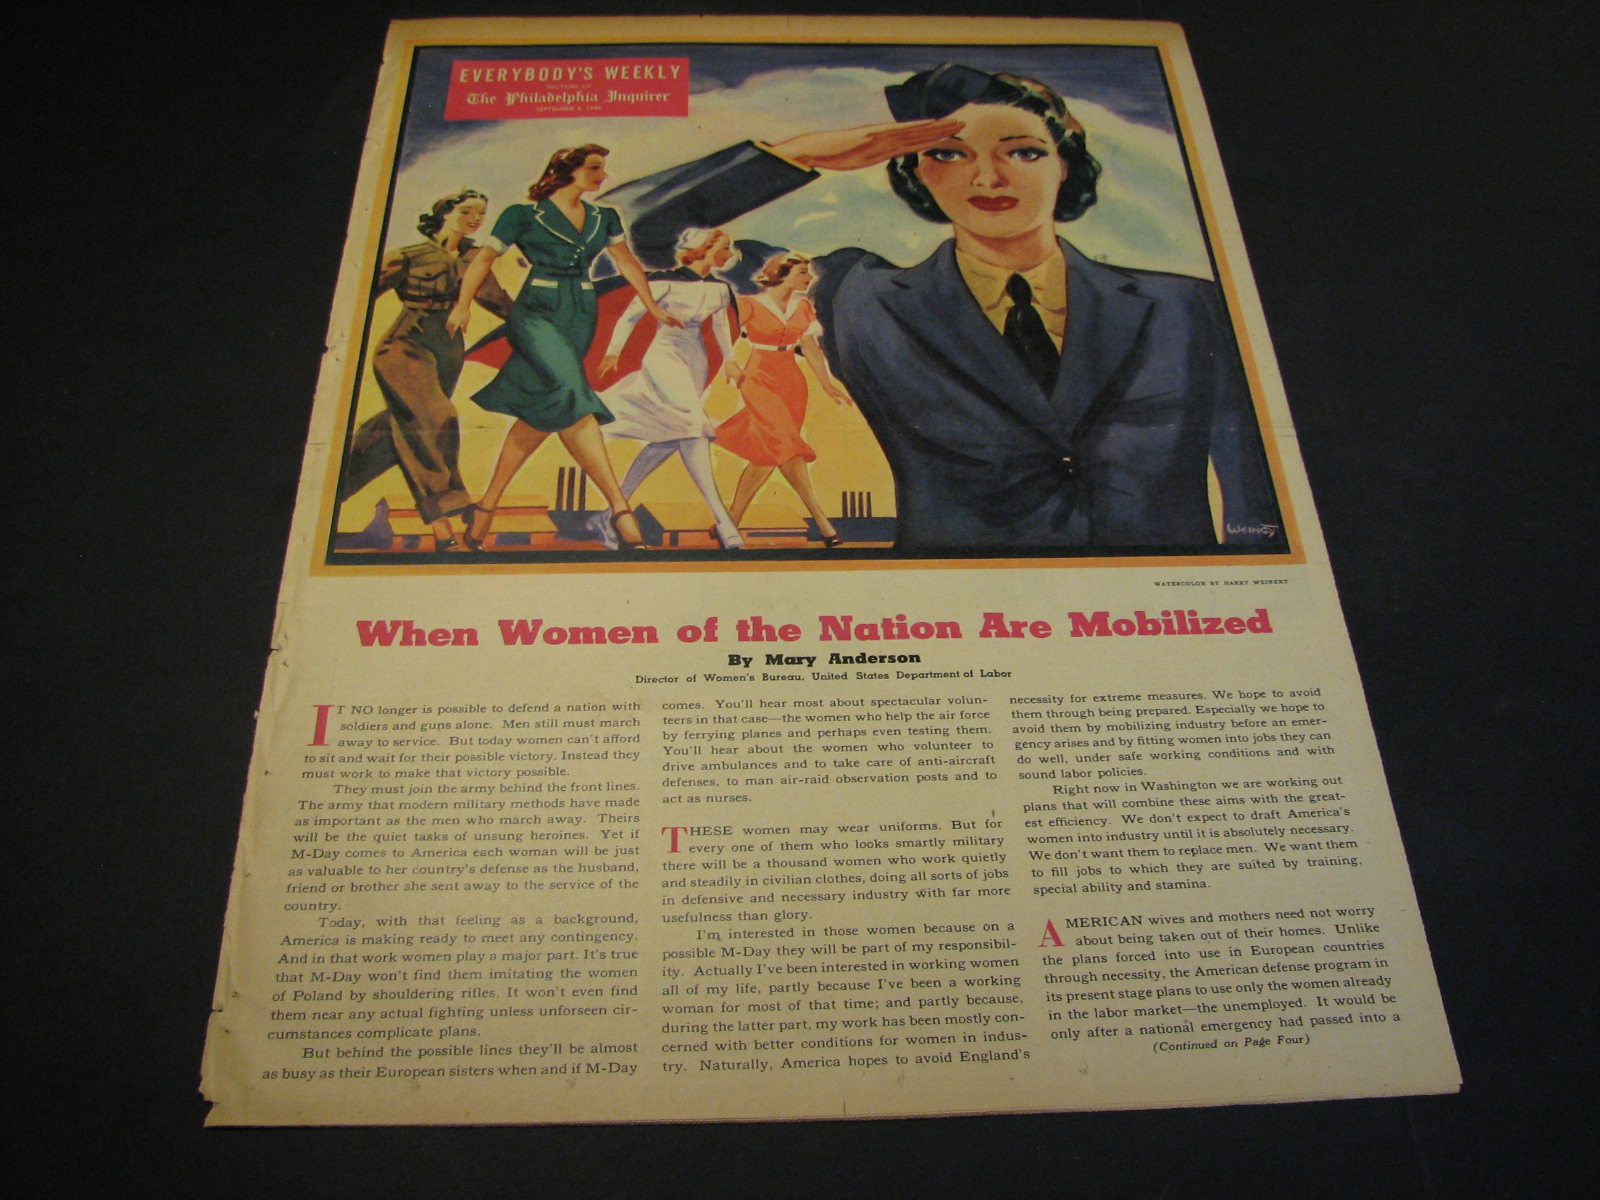 EVERYBODY'S WEEKLY
SECTION OF
The Philadelphia Inquirer
SEPTEMBER 8, 1940
Weinert
WATERCOLOR BY HARRY WEINERT
When Women of the Nation Are Mobilized
By Mary Anderson
Director of Women's Bureau, United States Department of Labor
IT NO longer is possible to defend a nation with
soldiers and guns alone. Men still must march
away to service. But today women can't afford
to sit and wait for their possible victory. Instead they
must work to make that victory possible.
They must join the army behind the front lines.
The army that modern military methods have made
as important as the men who march away. Theirs
will be the quiet tasks of unsung heroines. Yet if
M-Day comes to America each woman will be just
as valuable to her country's defense as the husband,
friend or brother she sent away to the service of the
country.
Today, with that feeling as a background,
America is making ready to meet any contingency.
And in that work women play a major part. It's true
that M-Day won't find them imitating the women
of Poland by shouldering rifles. It won't even find
them near any actual fighting unless unforseen cir-
cumstances complicate plans.
But behind the possible lines they'll be almost
as busy as their European sisters when and if M-Day
comes. You'll hear most about spectacular volun-
teers in that case—the women who help the air force
by ferrying planes and perhaps even testing them.
You'll hear about the women who volunteer to
drive ambulances and to take care of anti-aircraft
defenses, to man air-raid observation posts and to
act as nurses.
THESE women may wear uniforms. But for
every one of them who looks smartly military
there will be a thousand women who work quietly
and steadily in civilian clothes, doing all sorts of jobs
in defensive and necessary industry with far more
usefulness than glory.
I'm interested in those women because on a
possible M-Day they will be part of my responsibil-
ity. Actually I've been interested in working women
all of my life, partly because I've been a working
woman for most of that time; and partly because,
during the latter part, my work has been mostly con-
cerned with better conditions for women in indus-
try. Naturally, America hopes to avoid England's
necessity for extreme measures. We hope to avoid
them through being prepared. Especially we hope to
avoid them by mobilizing industry before an emer-
gency arises and by fitting women into jobs they can
do well, under safe working conditions and with
sound labor policies.
Right now in Washington we are working out
plans that will combine these aims with the great-
est efficiency. We don't expect to draft America's
women into industry until it is absolutely necessary.
We don't want them to replace men. We want them
to fill jobs to which they are suited by training,
special ability and stamina.
AMERICAN wives and mothers need not worry
about being taken out of their homes. Unlike
the plans forced into use in European countries
through necessity, the American defense program in
its present stage plans to use only the women already
in the labor market—the unemployed. It would be
only after a national emergency had passed into a
(Continued on Page Four)